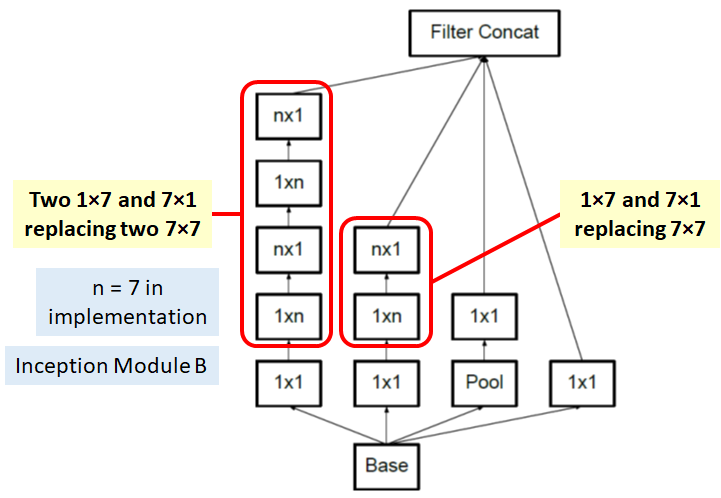 Filter Concat
nx1
1xn
Two 1×7 and 7×1
replacing two 7×7
1×7 and 7×1
replacing 7×7
nx1
nx1
n = 7 in
implementation
1xn
1xn
1x1
Inception Module B
1x1
1x1
Pool
1x1
Base